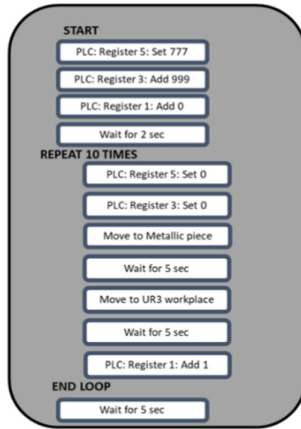 START
PLC: Register 5: Set 777
PLC: Register 3: Add 999
PLC: Register 1: Add 0
Wait for 2 sec
REPEAT 10 TIMES
PLC: Register 5: Set 0
PLC: Register 3: Set 0
Move to Metallic piece
Wait for 5 sec
Move to UR3 workplace
Wait for 5 sec
PLC: Register 1: Add 1
END LOOP
Wait for 5 sec